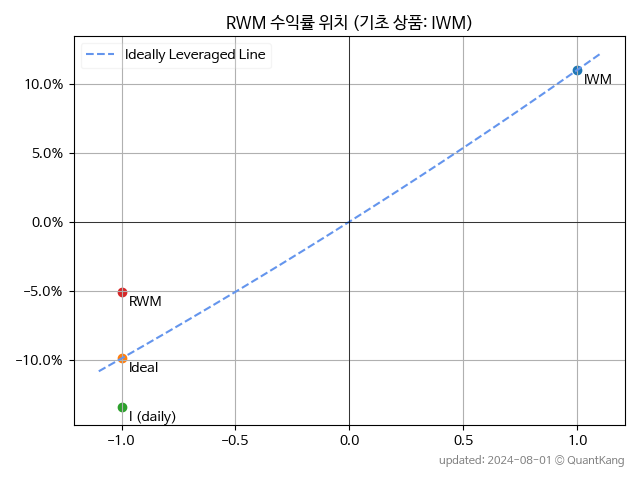 RWM 수익률 위치 (기초 상품: IWM)
Ideally Leveraged Line
IWM
10.0%
5.0%
0.0%
−5.0%
RWM
−10.0%
Ideal
I (daily)
−1.0
−0.5
0.0
0.5
1.0
updated: 2024-08-01 © QuantKang